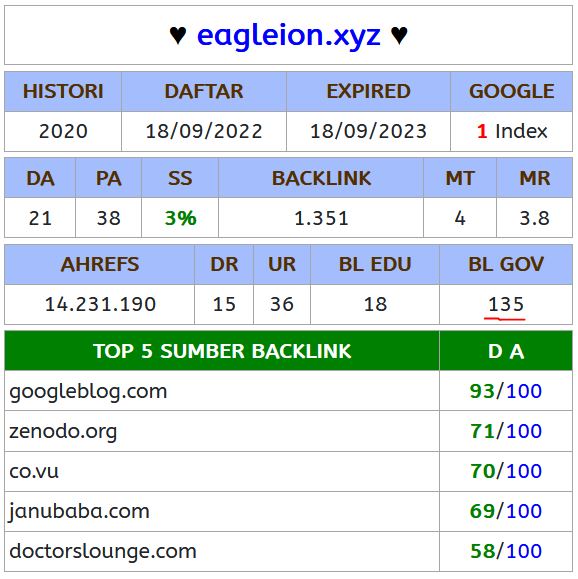 ♥ eagleion.xyz ♥
HISTORI DAFTAR EXPIRED GOOGLE
2020 18/09/2022 18/09/2023 1 Index
DA PA SS BACKLINK MT MR
21 38 3% 1.351 4 3.8
AHREFS DR UR BL EDU BL GOV
14.231.190 15 36 18 135
TOP 5 SUMBER BACKLINK D A
googleblog.com 93/100
zenodo.org 71/100
co.vu 70/100
janubaba.com 69/100
doctorslounge.com 58/100